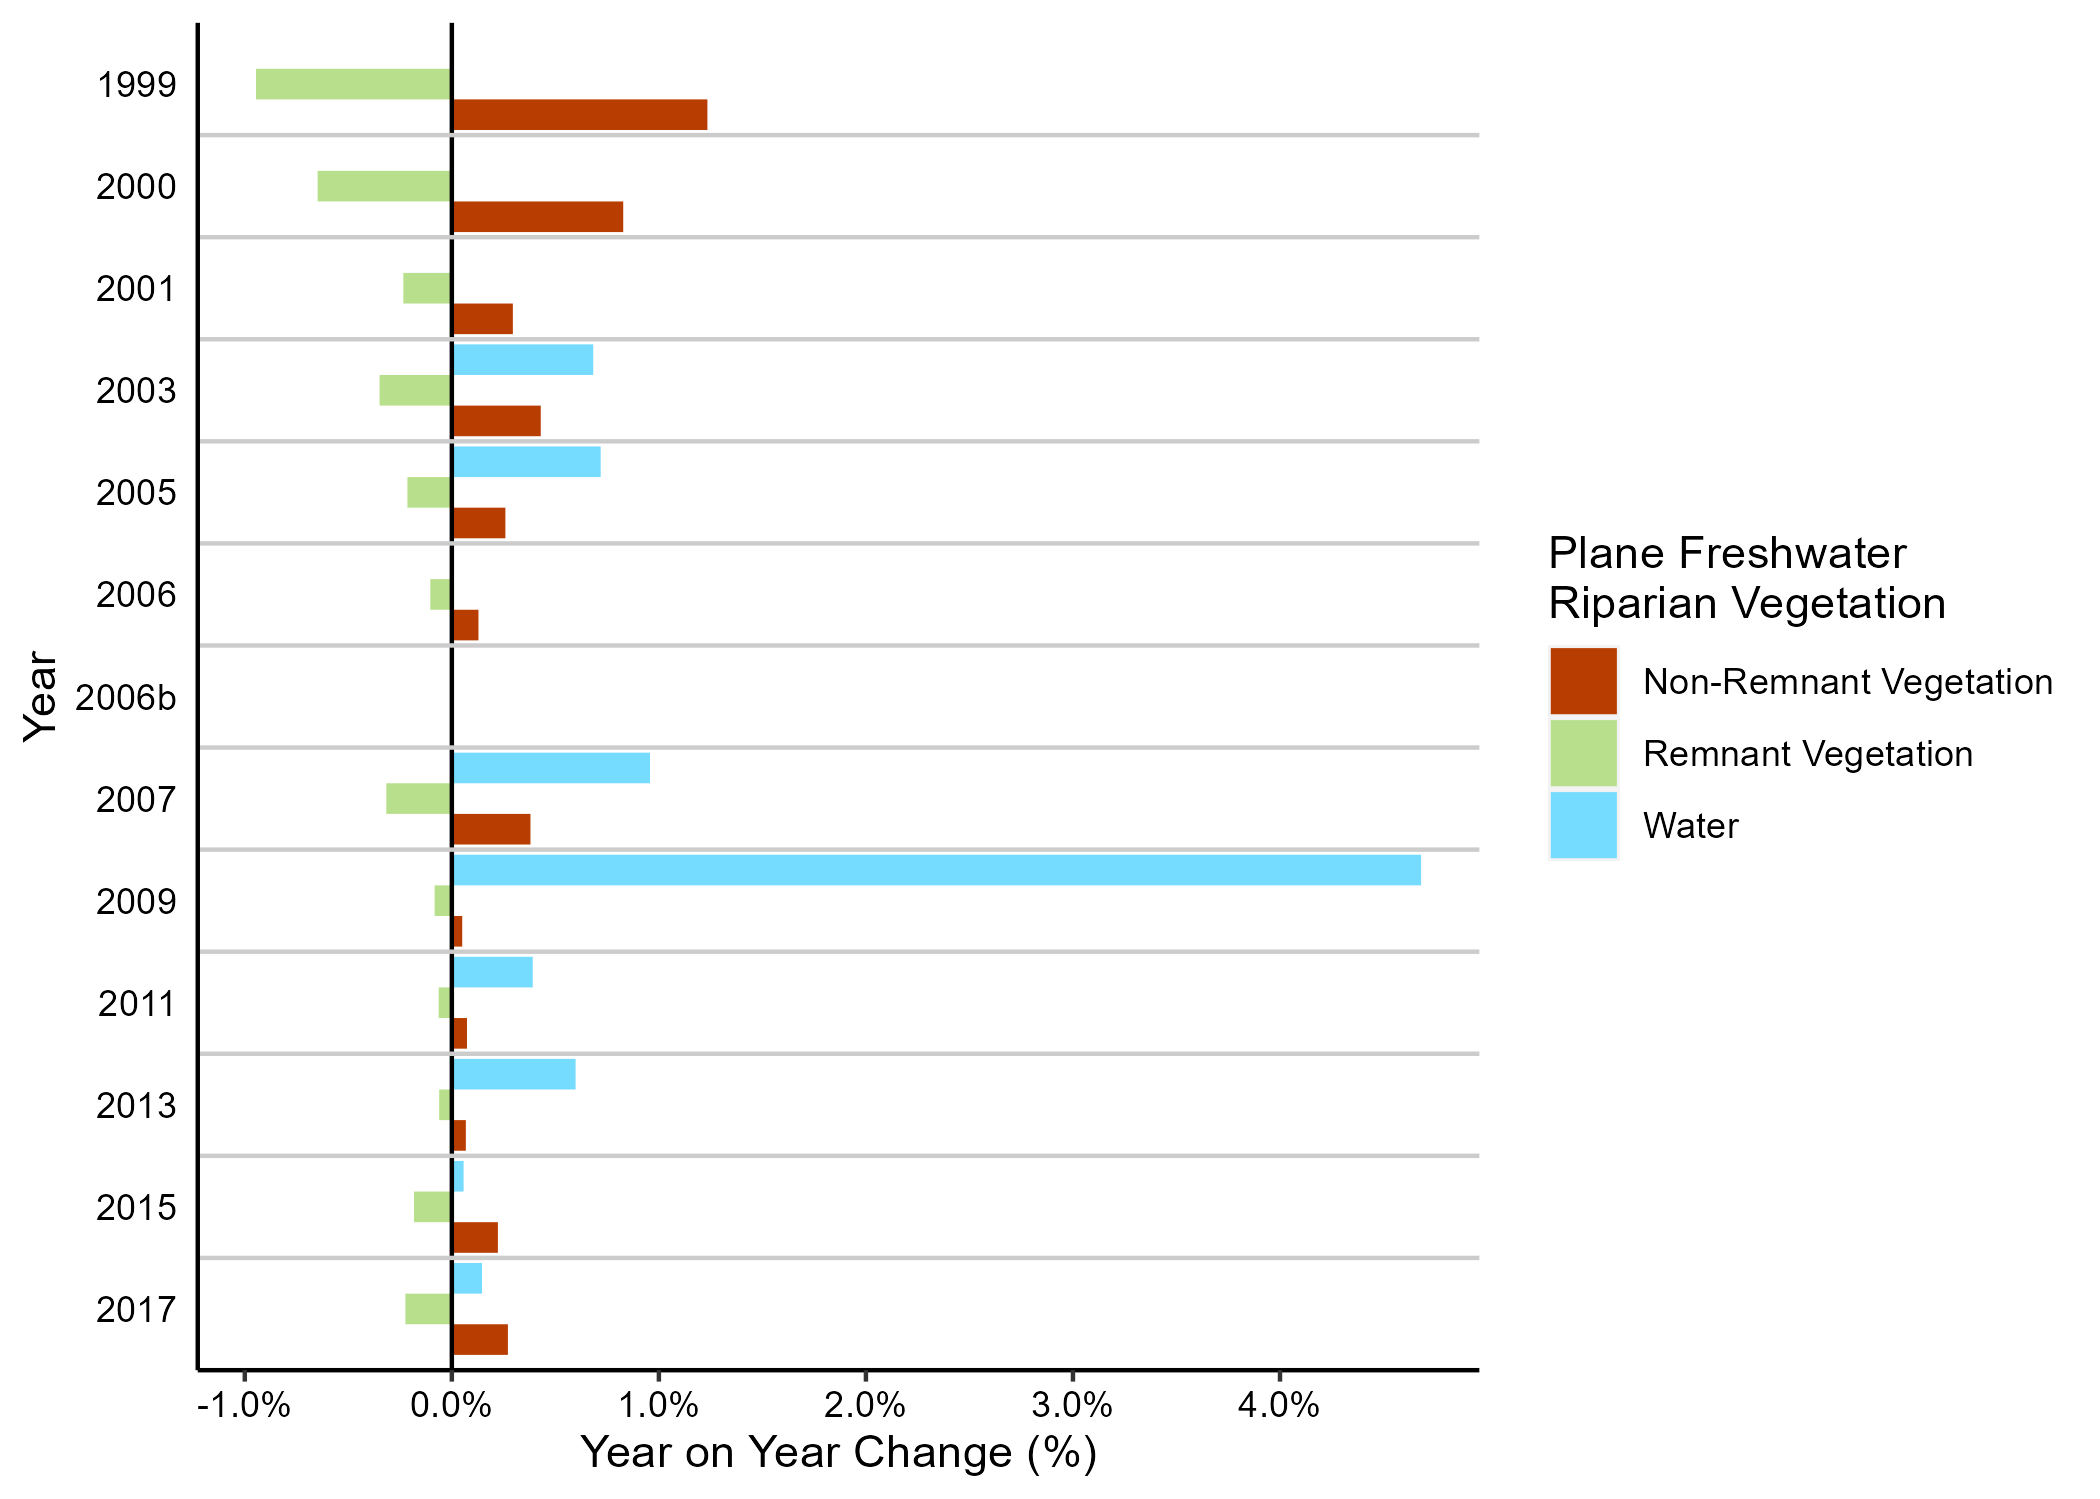 1999
2000
2001
2003
2005
2006
2006b
2007
2009
2011
2013
2015
2017
Year
-1.0% 0.0% 1.0% 2.0% 3.0% 4.0%
Year on Year Change (%)
Plane Freshwater
Riparian Vegetation
Non-Remnant Vegetation
Remnant Vegetation
Water